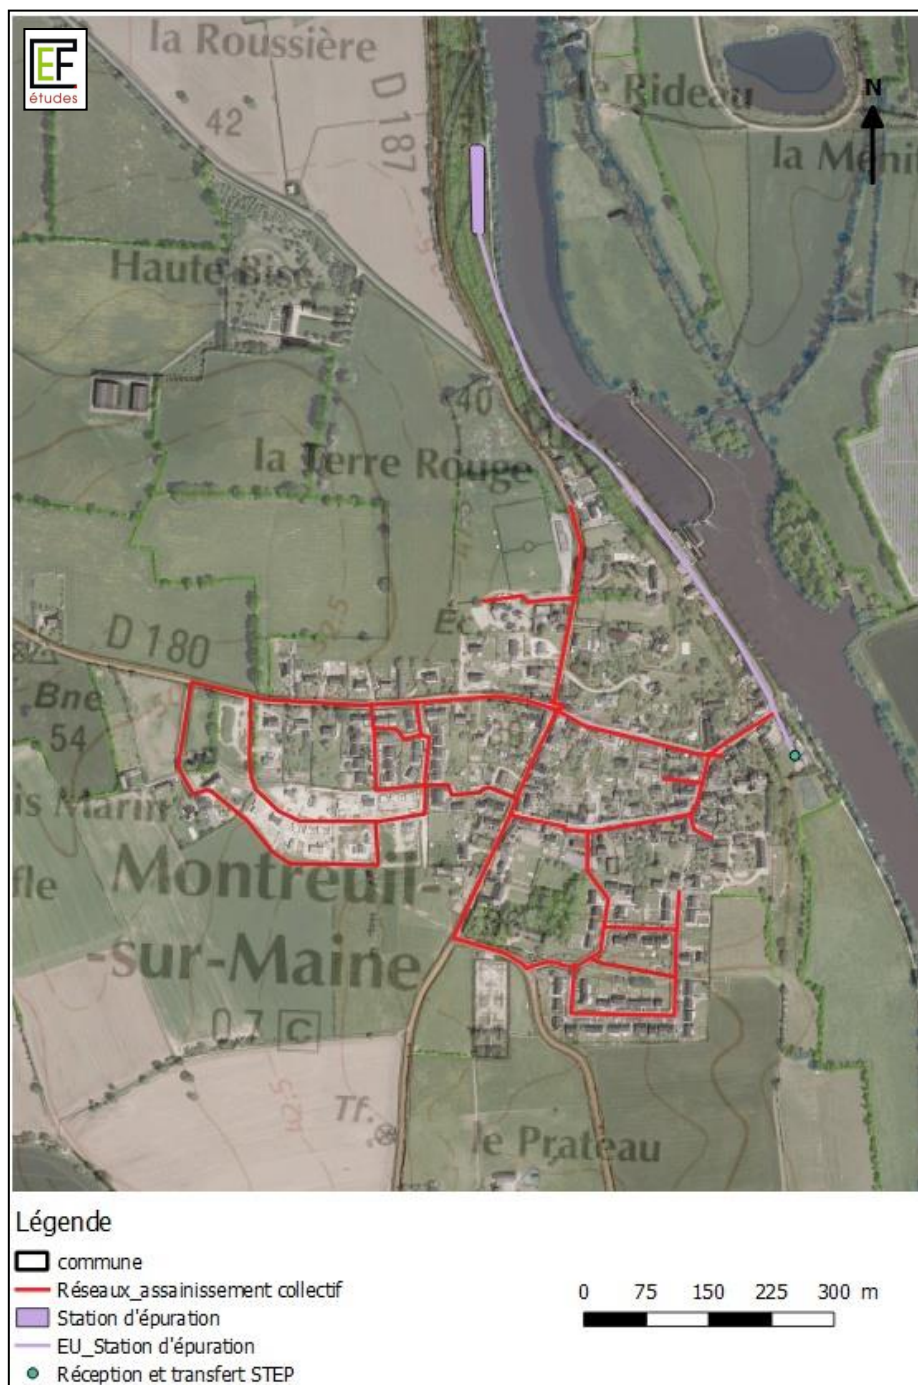 EF
études
la Roussière
D 187
42
le Rideau
N
Haute Bise
40
la Terre Rouge
D 180
Bne
54
Montreuil-
-sur-Maine
0.7 C
Tf.
le Prateau
Légende
commune
Réseaux_assainissement collectif
Station d'épuration
EU_Station d'épuration
Réception et transfert STEP
0 75 150 225 300 m